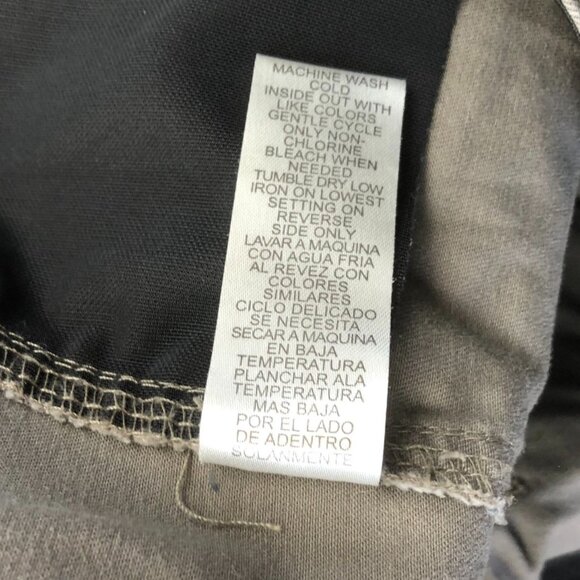 MACHINE WASH
COLD
INSIDE OUT WITH
LIKE COLORS
GENTLE CYCLE
ONLY NON-
CHLORINE
BLEACH WHEN
NEEDED
TUMBLE DRY LOW
IRON ON LOWEST
SETTING ON
REVERSE
SIDE ONLY
LAVAR A MAQUINA
CON AGUA FRIA
AL REVEZ CON
COLORES
SIMILARES
CICLO DELICADO
SE NECESITA
SECAR A MAQUINA
EN BAJA
TEMPERATURA
PLANCHAR ALA
TEMPERATURA
MAS BAJA
POR EL LADO
DE ADENTRO
SOLANMENTE